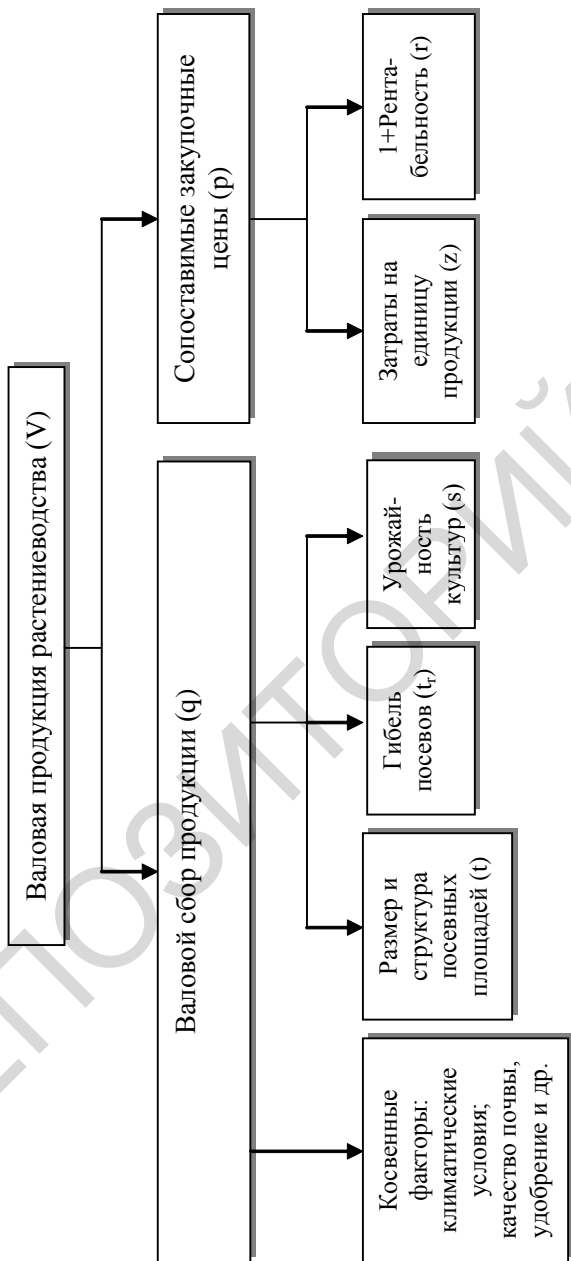 Валовая продукция растениеводства (V)
Валовой сбор продукции (q)
Сопоставимые закупочные
цены (p)
Косвенные
факторы:
климатические
условия;
качество почвы,
удобрение и др.
Размер и
структура
посевных
площадей (t)
Гибель
посевов (tᵣ)
Урожай-
ность
культур (s)
Затраты на
единицу
продукции (z)
1+Рента-
бельность (r)
ПОЗИТОРИЙ